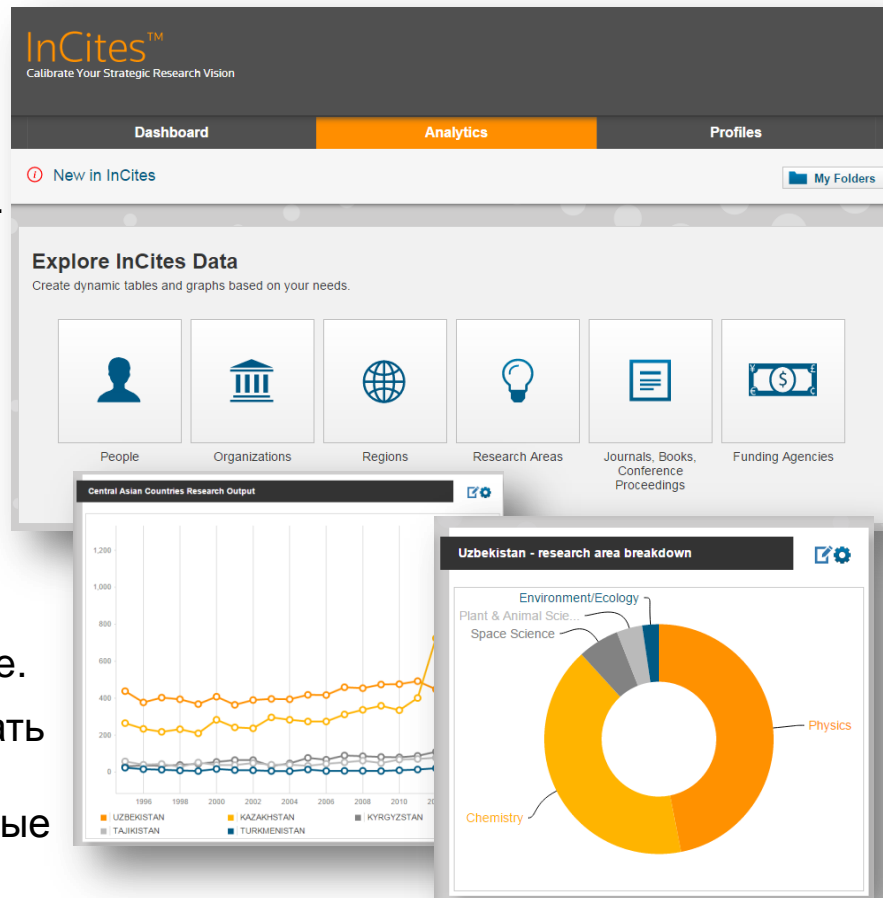 InCites™
Calibrate Your Strategic Research Vision
Dashboard Analytics Profiles
New in InCites
My Folders
Explore InCites Data
Create dynamic tables and graphs based on your needs.
People Organizations Regions Research Areas Journals, Books, Conference Proceedings Funding Agencies
Central Asian Countries Research Output
1,200
1,000
800
600
400
200
0
1996 1998 2000 2002 2004 2006 2008 2010
UZBEKISTAN KAZAKHSTAN KYRGYZSTAN
TAJIKISTAN TURKMENISTAN
Uzbekistan - research area breakdown
Environment/Ecology
Plant & Animal Scie...
Space Science
Physics
Chemistry
е.
ать
ые